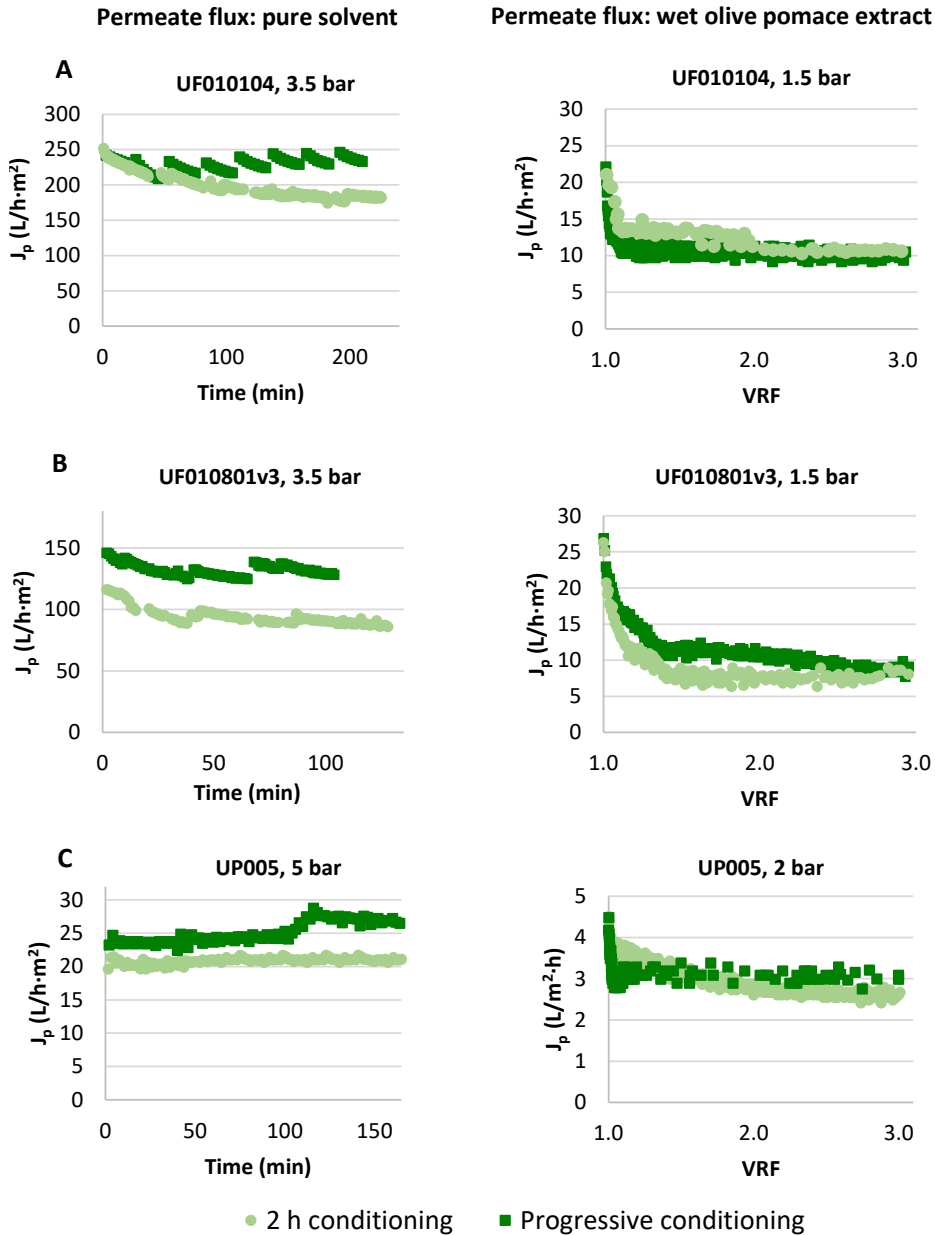 Permeate flux: pure solvent
Permeate flux: wet olive pomace extract
A
UF010104, 3.5 bar
300
250
200
150
100
50
0
0
100
200
Jp (L/h·m²)
Time (min)
UF010104, 1.5 bar
30
25
20
15
10
5
0
1.0
2.0
3.0
Jp (L/h·m²)
VRF
B
UF010801v3, 3.5 bar
150
100
50
0
0
50
100
Jp (L/h·m²)
Time (min)
UF010801v3, 1.5 bar
30
25
20
15
10
5
0
1.0
2.0
3.0
Jp (L/h·m²)
VRF
C
UP005, 5 bar
30
25
20
15
10
5
0
0
50
100
150
Jp (L/h·m²)
Time (min)
UP005, 2 bar
5
4
3
2
1
0
1.0
2.0
3.0
Jp (L/m²·h)
VRF
2 h conditioning
Progressive conditioning